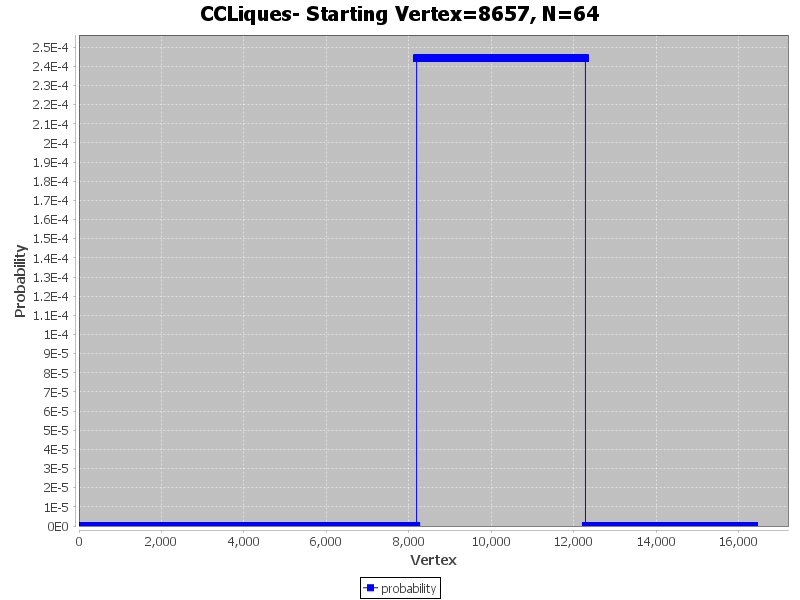 CCLiques- Starting Vertex=8657, N=64
2.5E-4
2.4E-4
2.3E-4
2.2E-4
2.1E-4
2E-4
1.9E-4
1.8E-4
1.7E-4
1.6E-4
1.5E-4
1.4E-4
1.3E-4
1.2E-4
1.1E-4
1E-4
9E-5
8E-5
7E-5
6E-5
5E-5
4E-5
3E-5
2E-5
1E-5
0E0
Probability
0 2,000 4,000 6,000 8,000 10,000 12,000 14,000 16,000
Vertex
probability